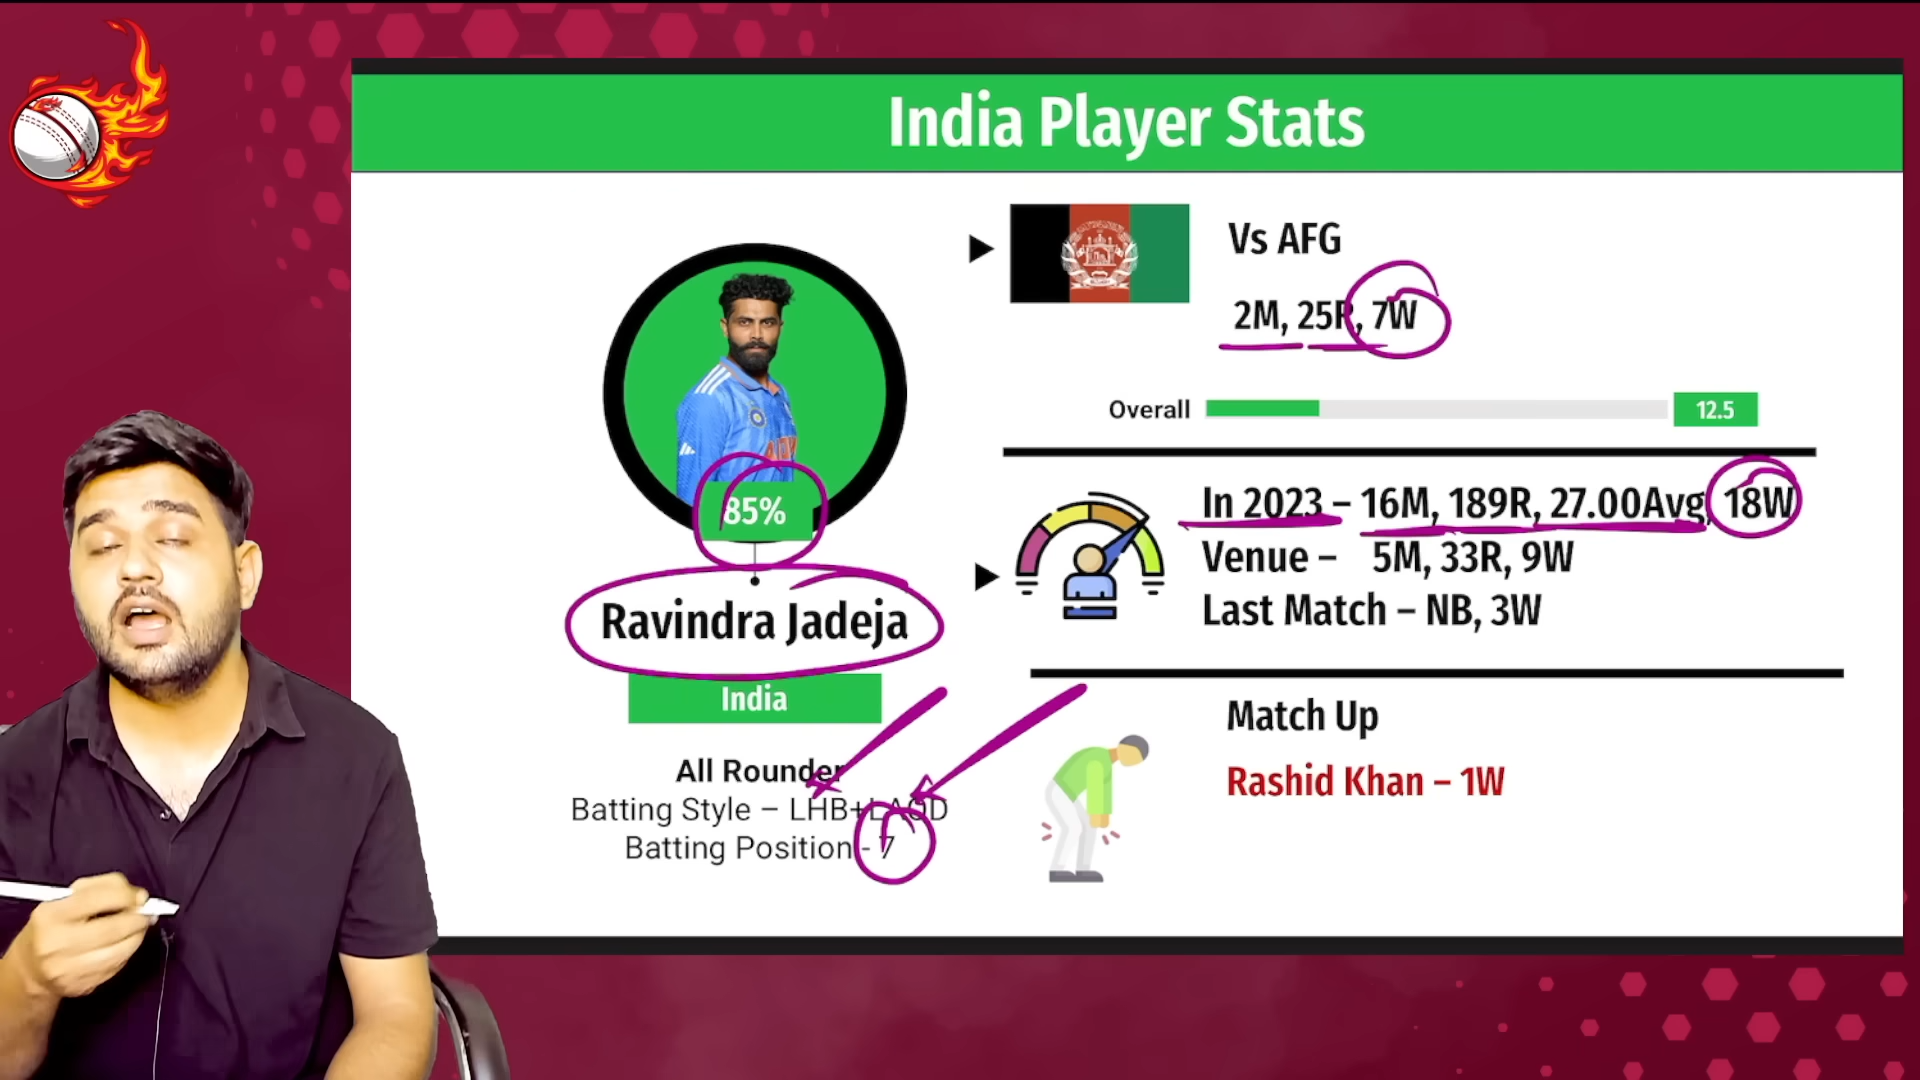 India Player Stats
Vs AFG
2M, 25R, 7W
Overall
12.5
85%
In 2023 – 16M, 189R, 27.00Avg, 18W
Venue – 5M, 33R, 9W
Last Match – NB, 3W
Ravindra Jadeja
India
All Rounder
Batting Style – LHB+LAOD
Batting Position - 7
Match Up
Rashid Khan – 1W